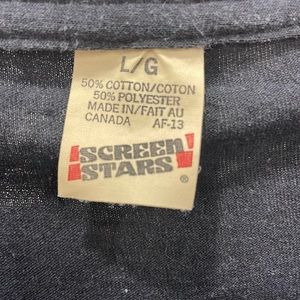 L/G
50% COTTON/COTON
50% POLYESTER
MADE IN/FAIT AU
CANADA AF-13
SCREEN
STARS®